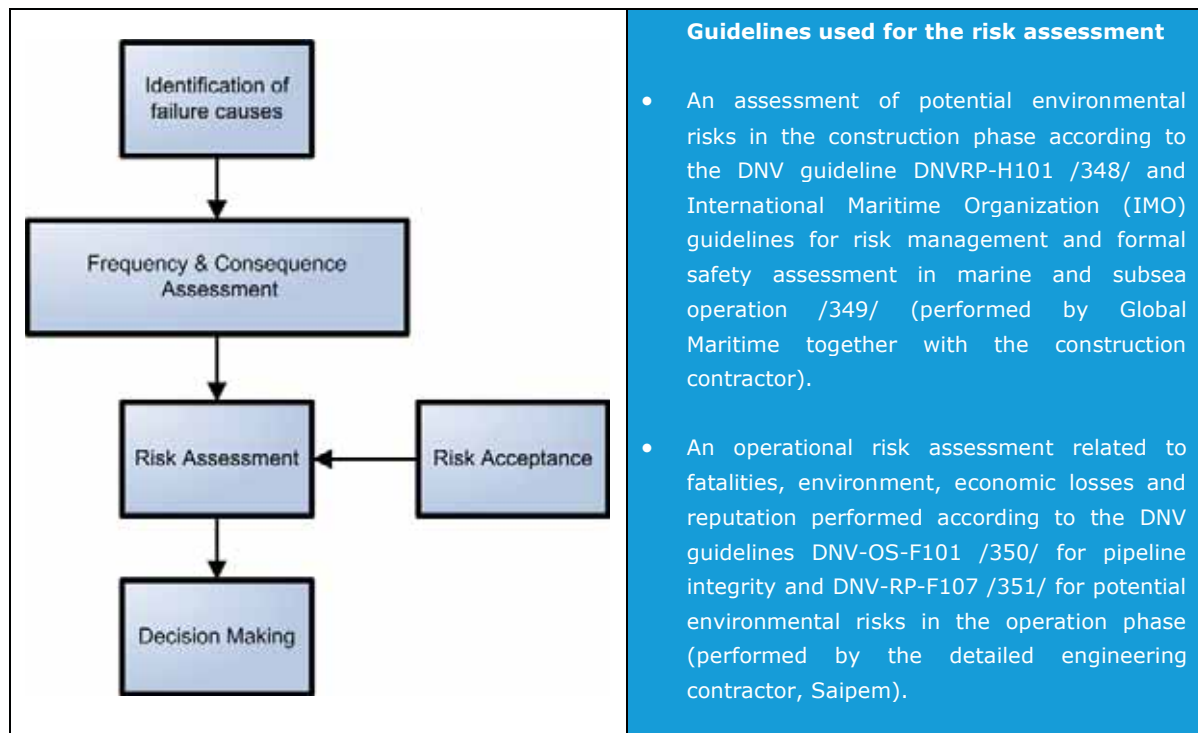 Identification of
failure causes
Frequency & Consequence
Assessment
Risk Assessment
Risk Acceptance
Decision Making
Guidelines used for the risk assessment
• An assessment of potential environmental
risks in the construction phase according to
the DNV guideline DNVRP-H101 /348/ and
International Maritime Organization (IMO)
guidelines for risk management and formal
safety assessment in marine and subsea
operation /349/ (performed by Global
Maritime together with the construction
contractor).
• An operational risk assessment related to
fatalities, environment, economic losses and
reputation performed according to the DNV
guidelines DNV-OS-F101 /350/ for pipeline
integrity and DNV-RP-F107 /351/ for potential
environmental risks in the operation phase
(performed by the detailed engineering
contractor, Saipem).